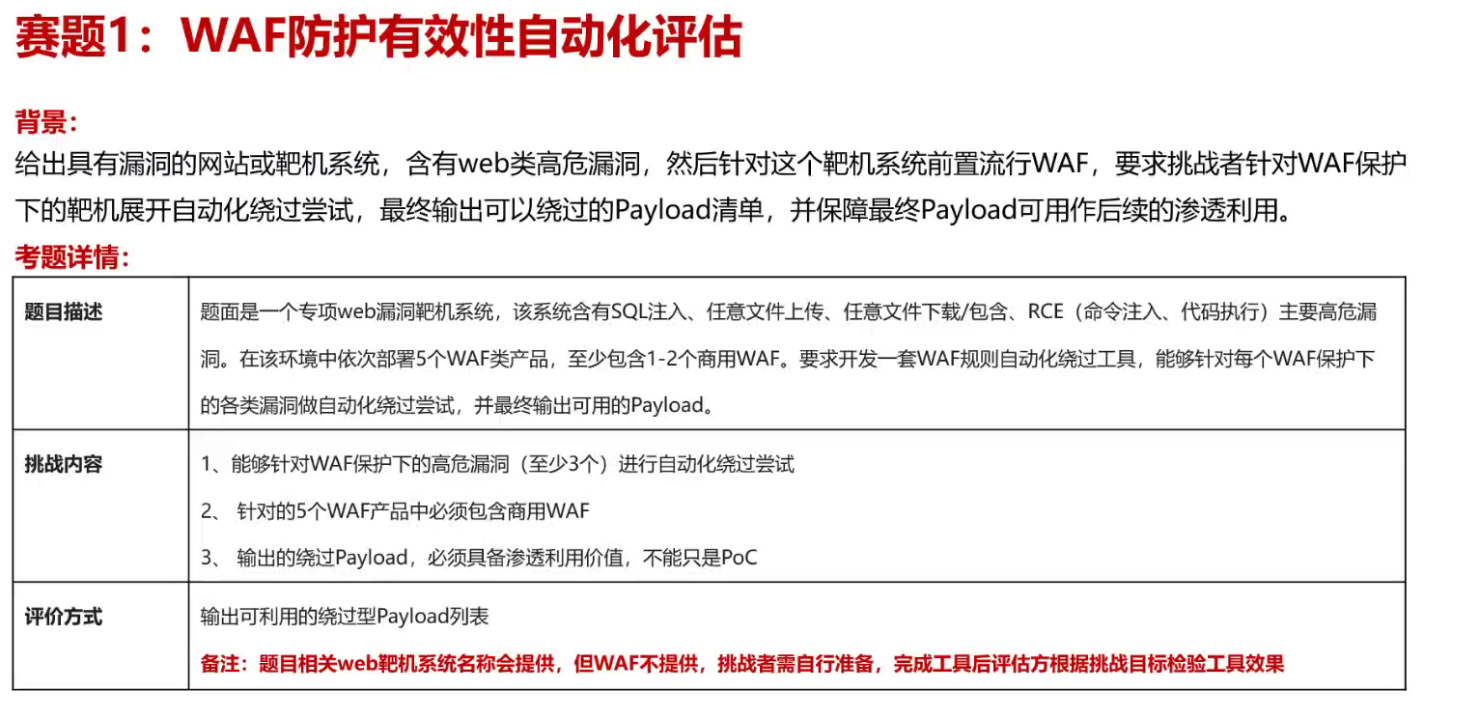 赛题1：WAF防护有效性自动化评估
背景：
给出具有漏洞的网站或靶机系统，含有web类高危漏洞，然后针对这个靶机系统前置流行WAF，要求挑战者针对WAF保护
下的靶机展开自动化绕过尝试，最终输出可以绕过的Payload清单，并保障最终Payload可用作后续的渗透利用。
考题详情：
题目描述
题面是一个专项web漏洞靶机系统，该系统含有SQL注入、任意文件上传、任意文件下载/包含、RCE（命令注入、代码执行）主要高危漏
洞。在该环境中依次部署5个WAF类产品，至少包含1-2个商用WAF。要求开发一套WAF规则自动化绕过工具，能够针对每个WAF保护下
的各类漏洞做自动化绕过尝试，并最终输出可用的Payload。
挑战内容
1、能够针对WAF保护下的高危漏洞（至少3个）进行自动化绕过尝试
2、 针对的5个WAF产品中必须包含商用WAF
3、 输出的绕过Payload，必须具备渗透利用价值，不能只是PoC
评价方式
输出可利用的绕过型Payload列表
备注：题目相关web靶机系统名称会提供，但WAF不提供，挑战者需自行准备，完成工具后评估方根据挑战目标检验工具效果